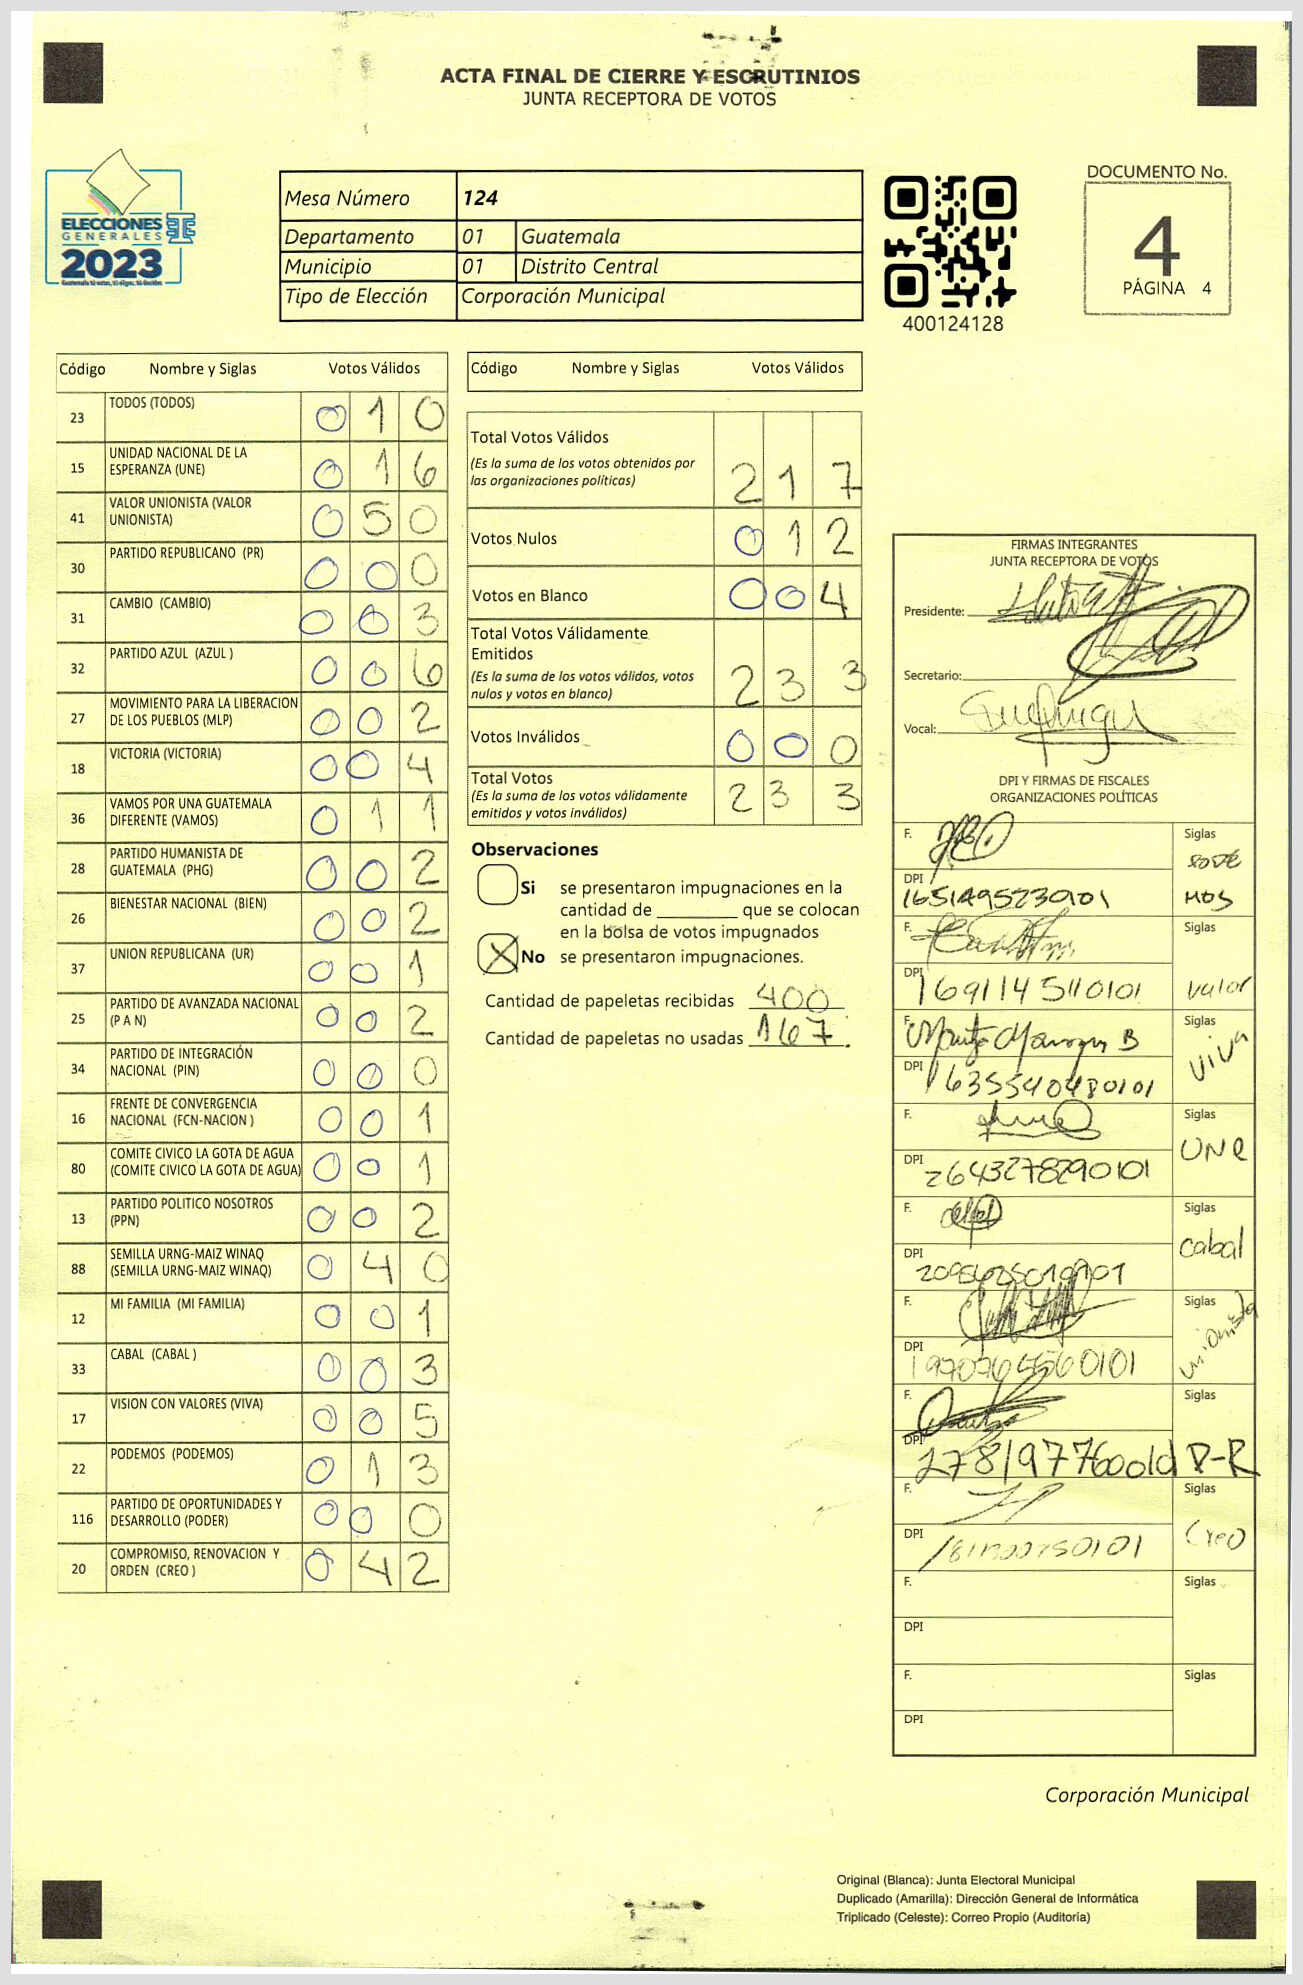 ACTA FINAL DE CIERRE Y ESCRUTINIOS
JUNTA RECEPTORA DE VOTOS
ELECCIONES
GENERALES
2023
Mesa Número 124
Departamento 01 Guatemala
Municipio 01 Distrito Central
Tipo de Elección Corporación Municipal
400124128
DOCUMENTO No.
4
PÁGINA 4
Código Nombre y Siglas Votos Válidos
23 TODOS (TODOS) 0 1 0
15 UNIDAD NACIONAL DE LA
ESPERANZA (UNE) 0 1 6
41 VALOR UNIONISTA (VALOR
UNIONISTA) 0 5 0
30 PARTIDO REPUBLICANO (PR) 0 0 0
31 CAMBIO (CAMBIO) 0 0 3
32 PARTIDO AZUL (AZUL ) 0 0 6
27 MOVIMIENTO PARA LA LIBERACION
DE LOS PUEBLOS (MLP) 0 0 2
18 VICTORIA (VICTORIA) 0 0 4
36 VAMOS POR UNA GUATEMALA
DIFERENTE (VAMOS) 0 1 1
28 PARTIDO HUMANISTA DE
GUATEMALA (PHG) 0 0 2
26 BIENESTAR NACIONAL (BIEN) 0 0 2
37 UNION REPUBLICANA (UR) 0 0 1
25 PARTIDO DE AVANZADA NACIONAL
(P A N) 0 0 2
34 PARTIDO DE INTEGRACIÓN
NACIONAL (PIN) 0 0 0
16 FRENTE DE CONVERGENCIA
NACIONAL (FCN-NACION ) 0 0 1
80 COMITE CIVICO LA GOTA DE AGUA
(COMITE CIVICO LA GOTA DE AGUA) 0 0 1
13 PARTIDO POLITICO NOSOTROS
(PPN) 0 0 2
88 SEMILLA URNG-MAIZ WINAQ
(SEMILLA URNG-MAIZ WINAQ) 0 4 0
12 MI FAMILIA (MI FAMILIA) 0 0 1
33 CABAL (CABAL ) 0 0 3
17 VISION CON VALORES (VIVA) 0 0 5
22 PODEMOS (PODEMOS) 0 1 3
116 PARTIDO DE OPORTUNIDADES Y
DESARROLLO (PODER) 0 0 0
20 COMPROMISO, RENOVACION Y
ORDEN (CREO ) 0 4 2
Código Nombre y Siglas Votos Válidos
Total Votos Válidos
(Es la suma de los votos obtenidos por
las organizaciones políticas) 2 1 7
Votos Nulos 0 1 2
Votos en Blanco 0 0 4
Total Votos Válidamente
Emitidos
(Es la suma de los votos válidos, votos
nulos y votos en blanco) 2 3 3
Votos Inválidos 0 0 0
Total Votos
(Es la suma de los votos válidamente
emitidos y votos inválidos) 2 3 3
Observaciones
Si se presentaron impugnaciones en la
cantidad de ________ que se colocan
en la bolsa de votos impugnados
X No se presentaron impugnaciones.
Cantidad de papeletas recibidas 400
Cantidad de papeletas no usadas 167
FIRMAS INTEGRANTES
JUNTA RECEPTORA DE VOTOS
Presidente:
Secretario:
Vocal:
DPI Y FIRMAS DE FISCALES
ORGANIZACIONES POLÍTICAS
F. Siglas
DPI
MOS
F. Siglas
DPI 1691145110101 valor
F. Siglas
DPI 1635540480101 VIVA
F. Siglas
DPI 2643278290101 UNE
F. Siglas
DPI cabal
F. Siglas
DPI unionista
F. Siglas
DPI P-R
F. Siglas
DPI Creo
F. Siglas
DPI
F. Siglas
DPI
Corporación Municipal
Original (Blanca): Junta Electoral Municipal
Duplicado (Amarilla): Dirección General de Informática
Triplicado (Celeste): Correo Propio (Auditoría)